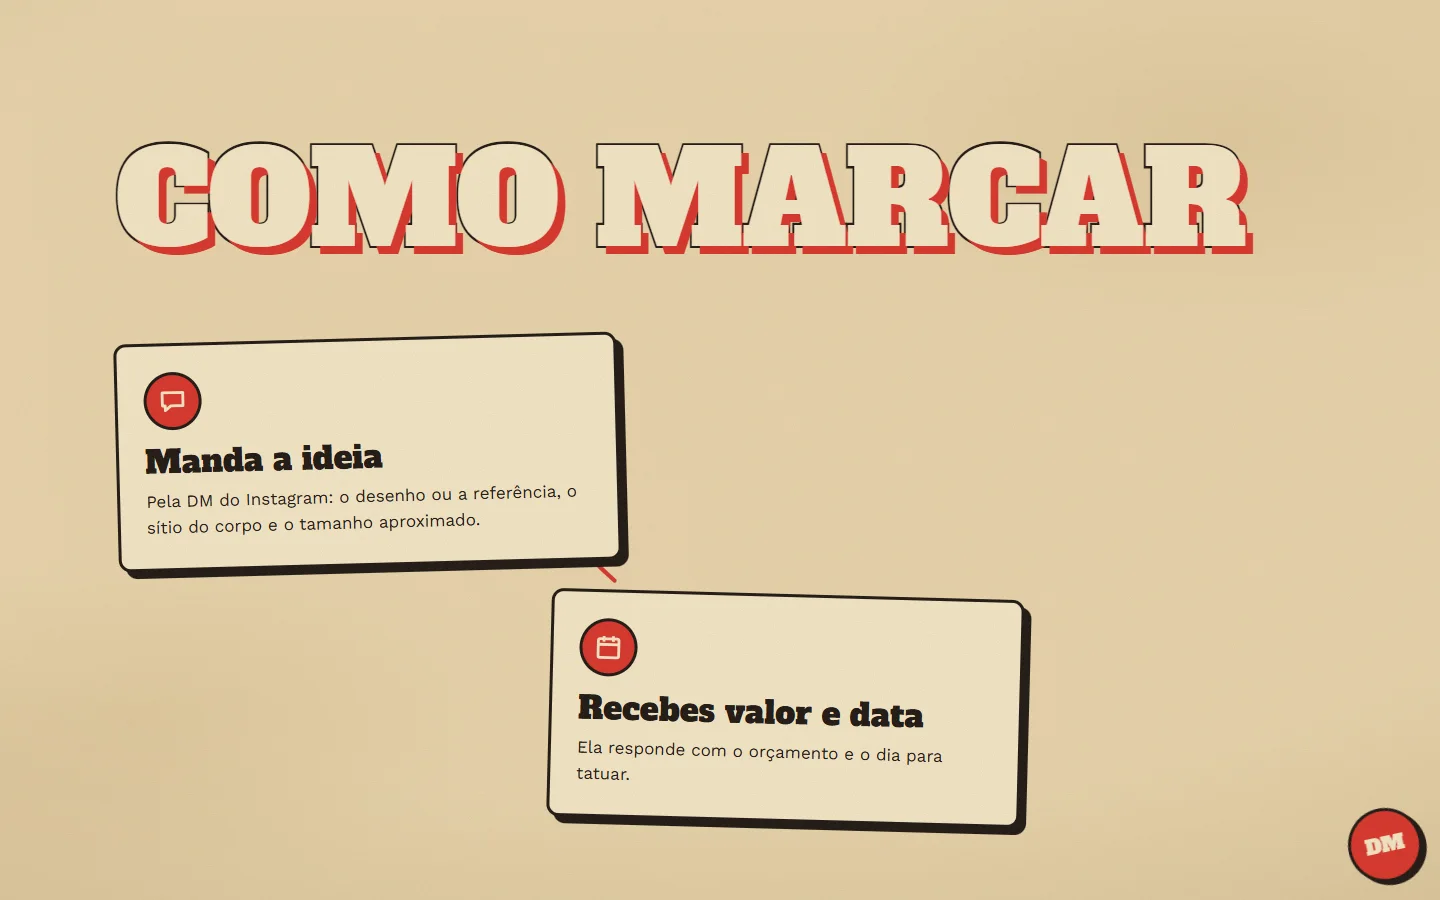 COMO MARCAR
Manda a ideia
Pela DM do Instagram: o desenho ou a referência, o
sítio do corpo e o tamanho aproximado.
Recebes valor e data
Ela responde com o orçamento e o dia para
tatuar.
DM